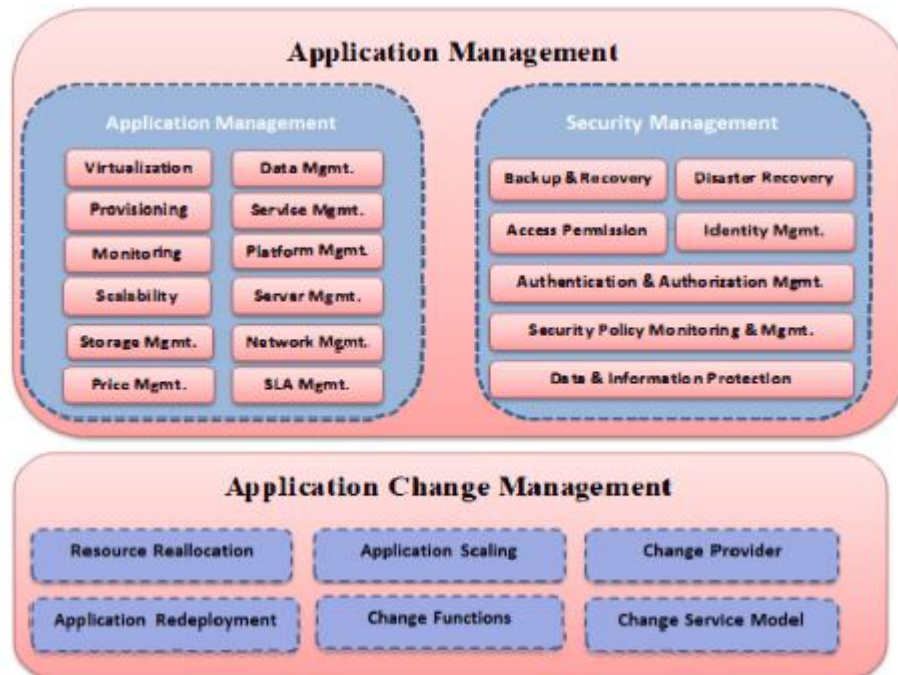 Application Management
Application Management
Virtualization
Data Mgmt.
Provisioning
Service Mgmt.
Monitoring
Platform Mgmt.
Scalability
Server Mgmt.
Storage Mgmt.
Network Mgmt.
Price Mgmt.
SLA Mgmt.
Security Management
Backup & Recovery
Disaster Recovery
Access Permission
Identity Mgmt.
Authentication & Authorization Mgmt.
Security Policy Monitoring & Mgmt.
Data & Information Protection
Application Change Management
Resource Reallocation
Application Scaling
Change Provider
Application Redeployment
Change Functions
Change Service Model